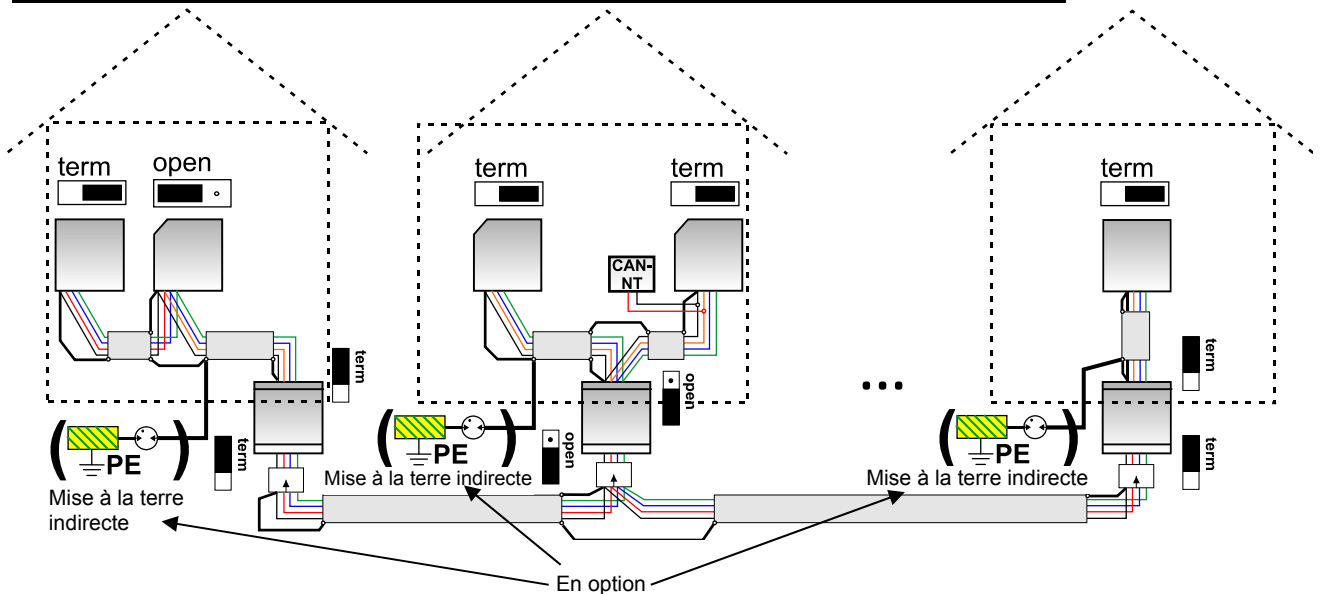 term
open
term
term
term
CAN-
NT
term
open
term
PE
Mise à la terre
indirecte
term
PE
Mise à la terre indirecte
open
...
PE
Mise à la terre indirecte
term
En option